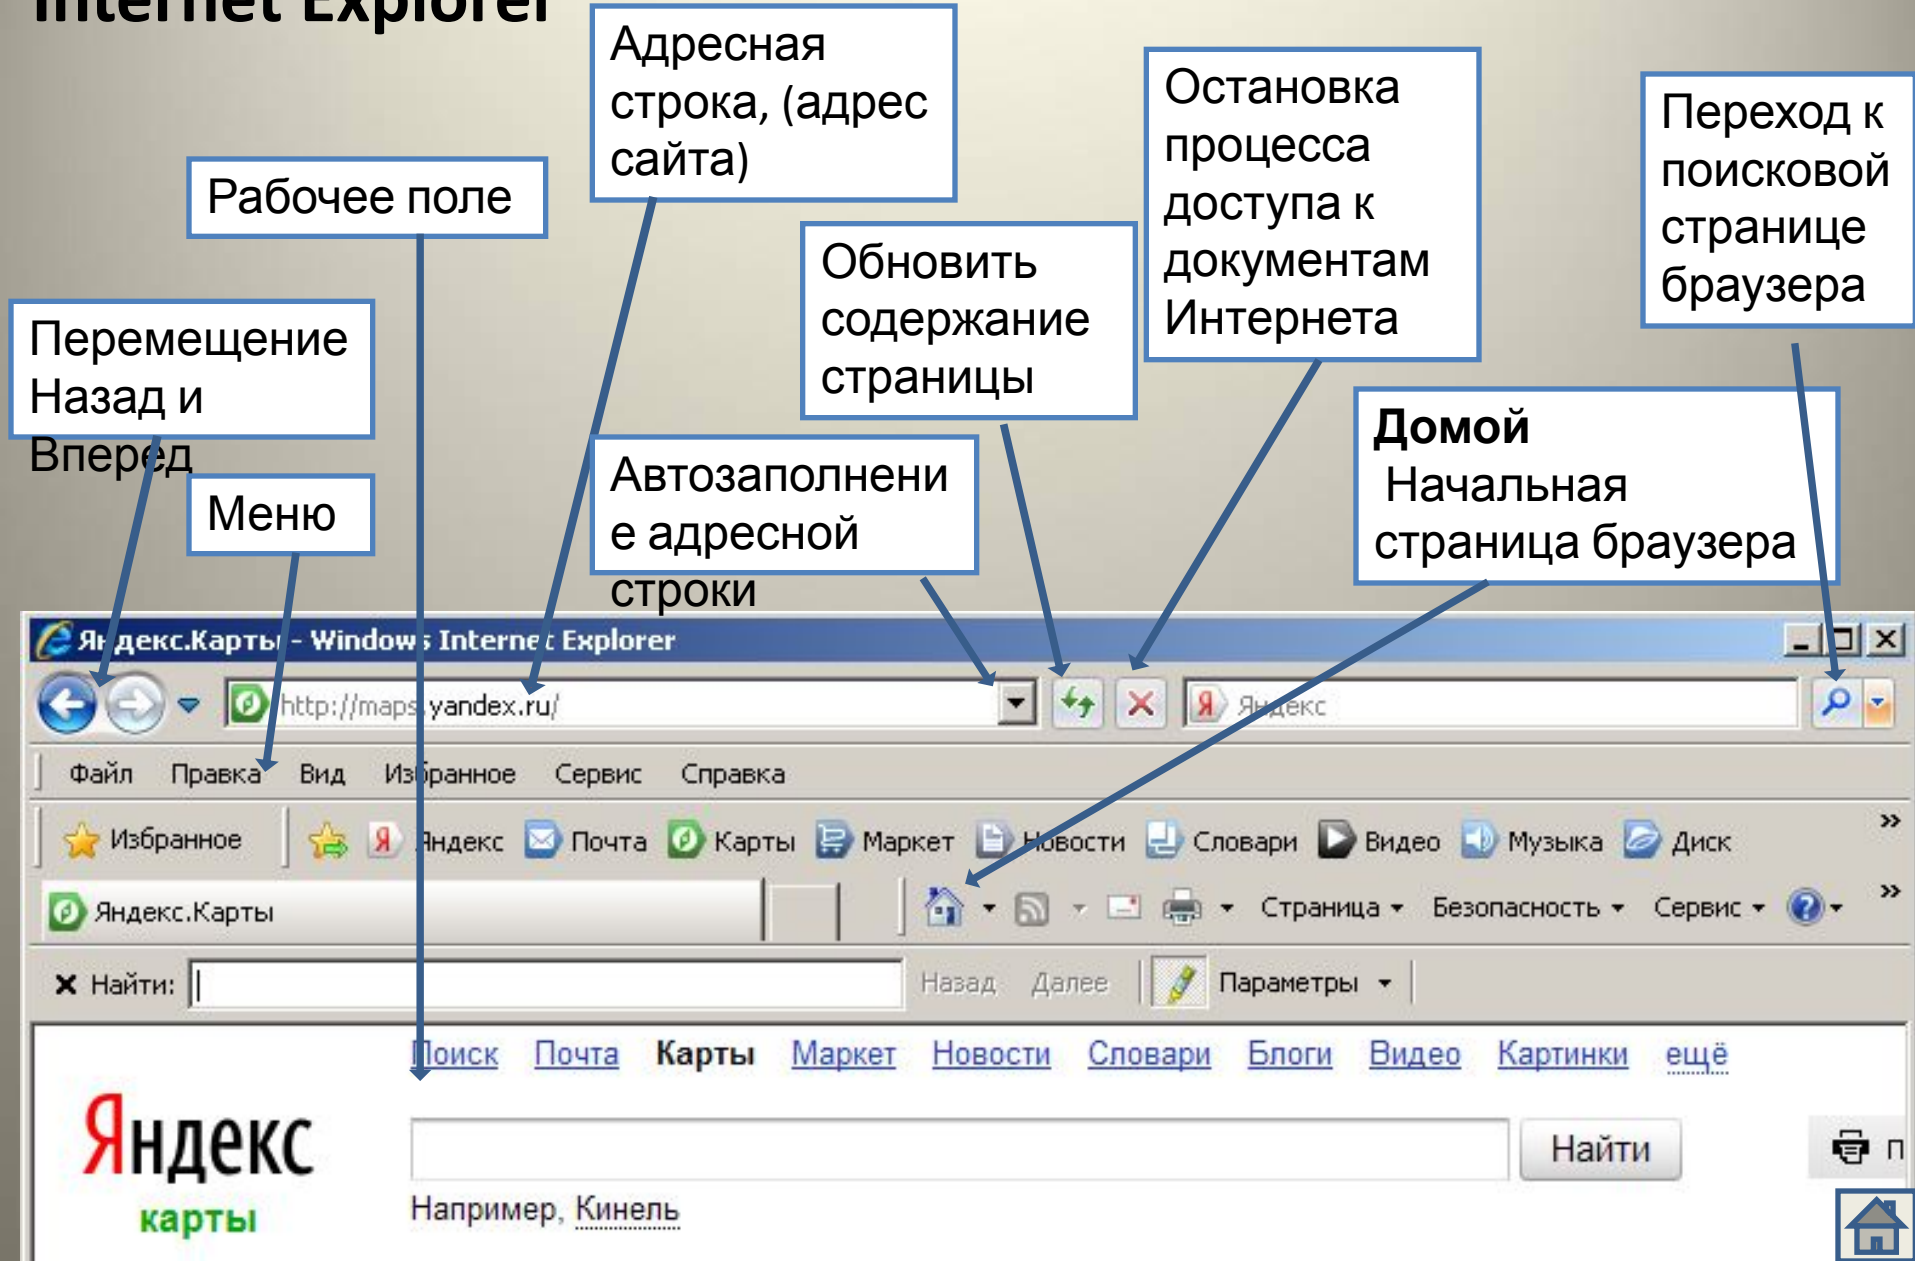 Internet Explorer
Адресная
строка, (адрес
сайта)
Остановка
процесса
доступа к
документам
Интернета
Переход к
поисковой
странице
браузера
Рабочее поле
Обновить
содержание
страницы
Перемещение
Назад и
Вперед
Домой
Начальная
страница браузера
Автозаполнени
е адресной
строки
Меню
Яндекс.Карты - Windows Internet Explorer
http://maps.yandex.ru/
Я Яндекс
Файл Правка Вид Избранное Сервис Справка
Избранное Я Яндекс Почта Карты Маркет Новости Словари Видео Музыка Диск »
Яндекс.Карты Страница Безопасность Сервис ? »
Найти: Назад Далее Параметры
Поиск Почта Карты Маркет Новости Словари Блоги Видео Картинки ещё
Яндекс
карты
Найти
П
Например, Кинель